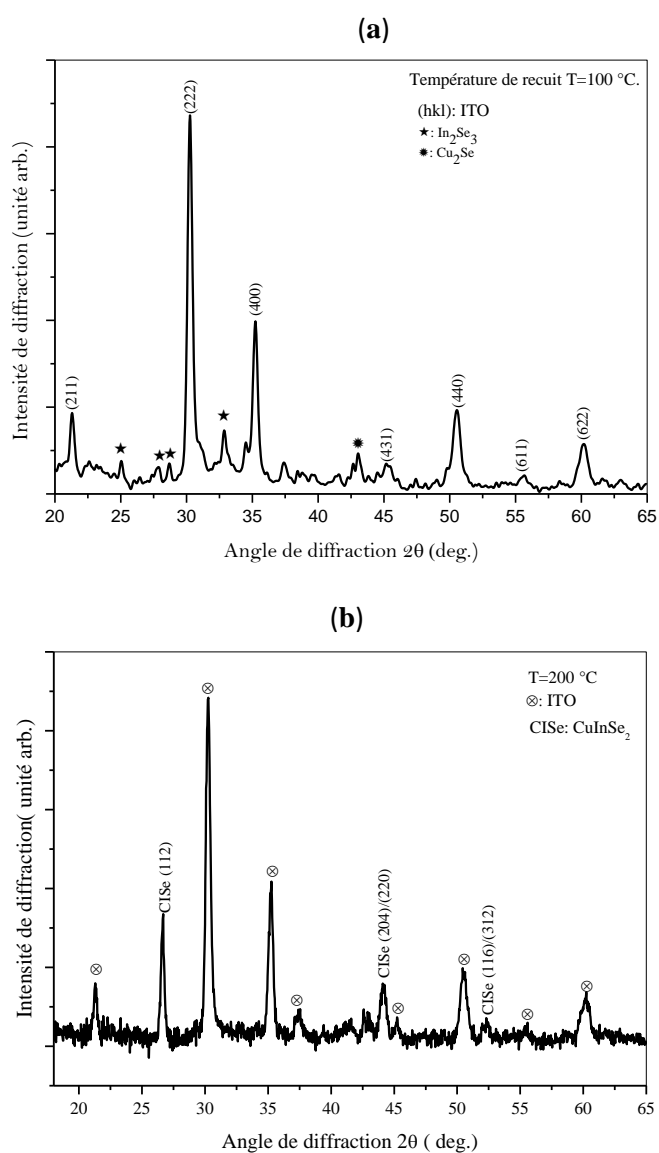 (a)
Température de recuit T=100 °C.
(hkl): ITO
★: In2Se3
✹: Cu2Se
(222)
(400)
(211)
(440)
(431)
(611)
(622)
★
★
★
★
✹
Intensité de diffraction (unité arb.)
20 25 30 35 40 45 50 55 60 65
Angle de diffraction 2θ (deg.)
(b)
T=200 °C
⊗: ITO
CISe: CuInSe2
⊗
⊗
CISe (112)
⊗
⊗
CISe (204)/(220)
⊗
⊗
CISe (116)/(312)
⊗
⊗
Intensité de diffraction( unité arb.)
20 25 30 35 40 45 50 55 60 65
Angle de diffraction 2θ ( deg.)